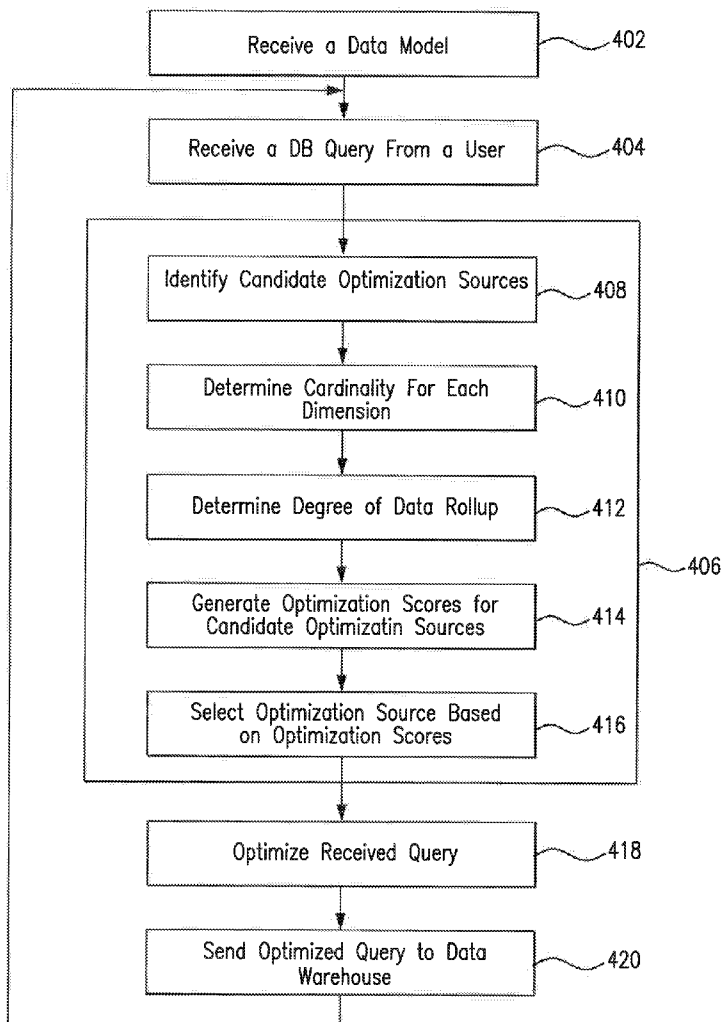 Receive a Data Model
402
Receive a DB Query From a User
404
Identify Candidate Optimization Sources
408
Determine Cardinality For Each
Dimension
410
Determine Degree of Data Rollup
412
406
Generate Optimization Scores for
Candidate Optimizatin Sources
414
Select Optimization Source Based
on Optimization Scores
416
Optimize Received Query
418
Send Optimized Query to Data
Warehouse
420